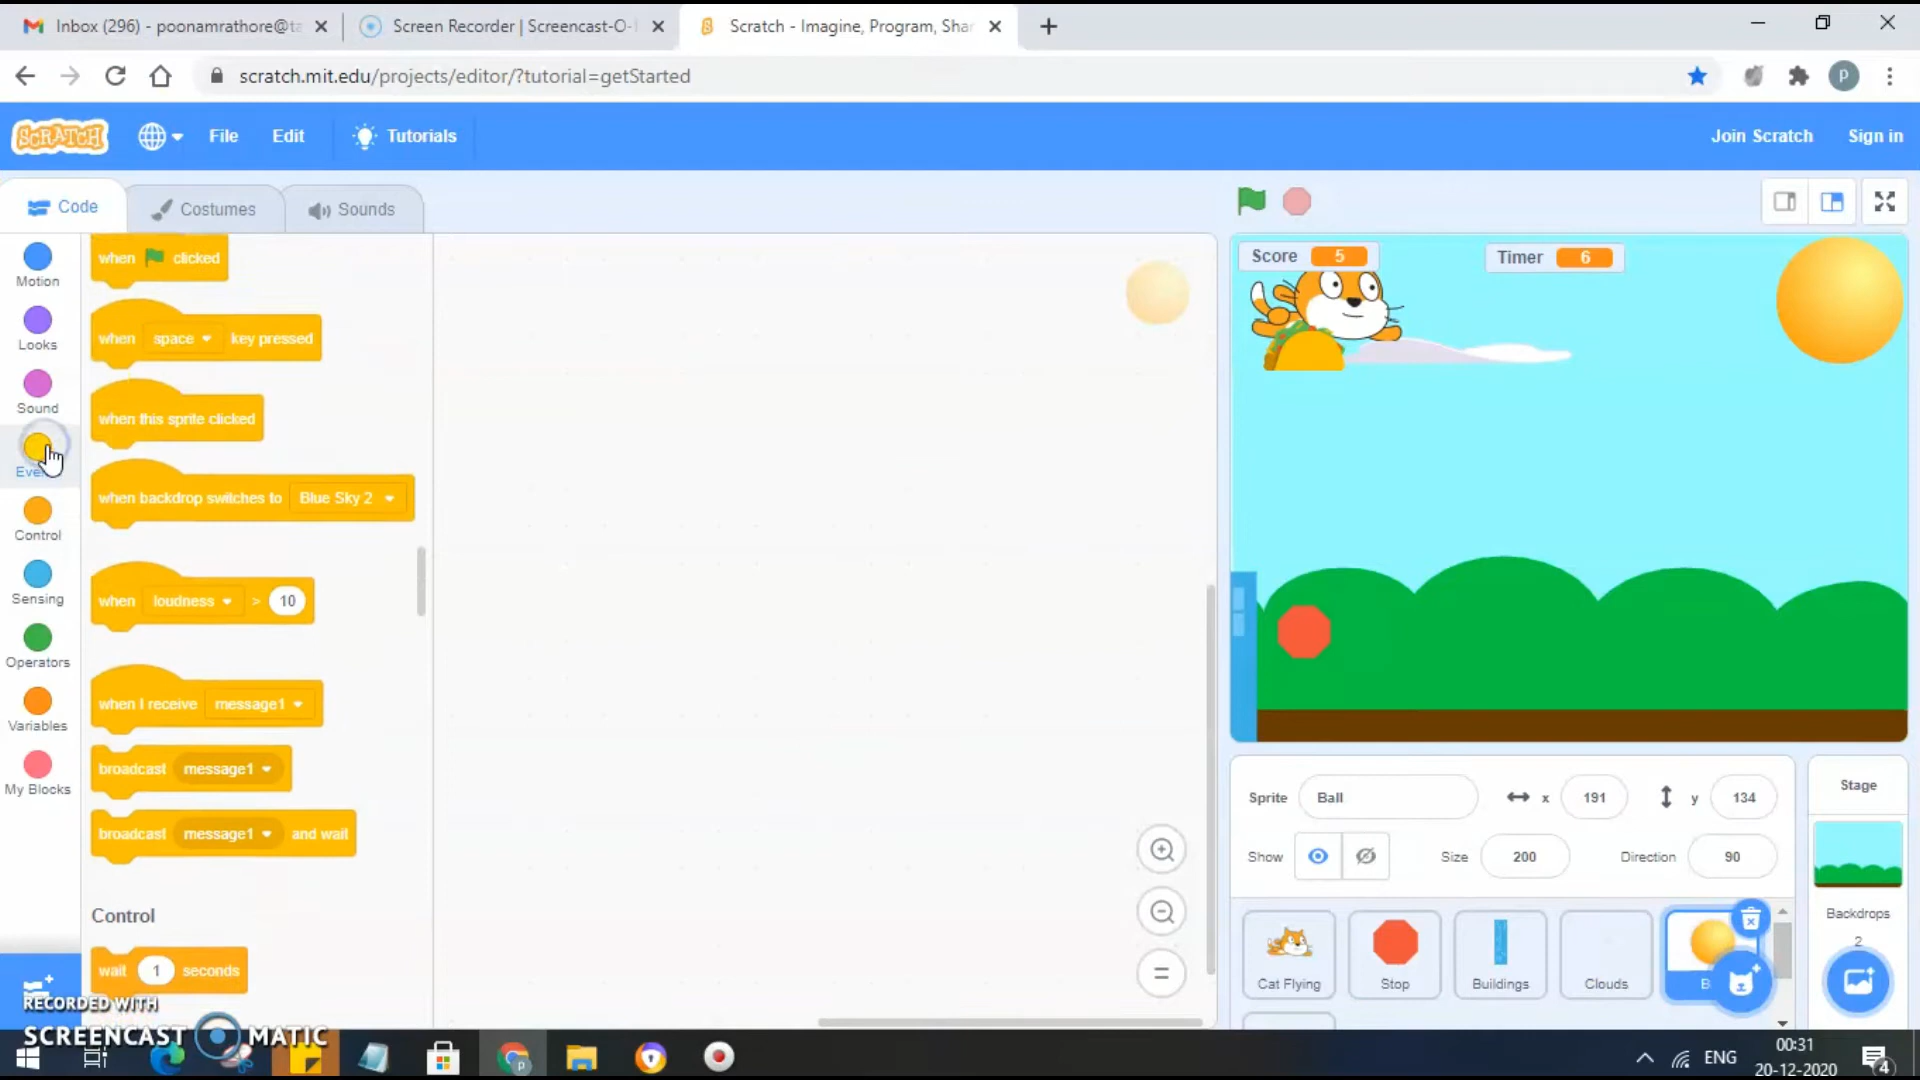 Inbox (296) - poonamrathore@ta
Screen Recorder | Screencast-O-
Scratch - Imagine, Program, Shar
scratch.mit.edu/projects/editor/?tutorial=getStarted
P
SCRATCH
File
Edit
Tutorials
Join Scratch
Sign in
Code
Costumes
Sounds
Motion
Looks
Sound
Control
Sensing
Operators
Variables
My Blocks
when clicked
when space key pressed
when this sprite clicked
when backdrop switches to Blue Sky 2
when loudness > 10
when I receive message1
broadcast message1
broadcast message1 and wait
Control
wait 1 seconds
Score 5
Timer 6
Sprite Ball x 191 y 134
Show Size 200 Direction 90
Cat Flying
Stop
Buildings
Clouds
Stage
Backdrops
2
RECORDED WITH
SCREENCAST MATIC
ENG
00:31
20-12-2020
4